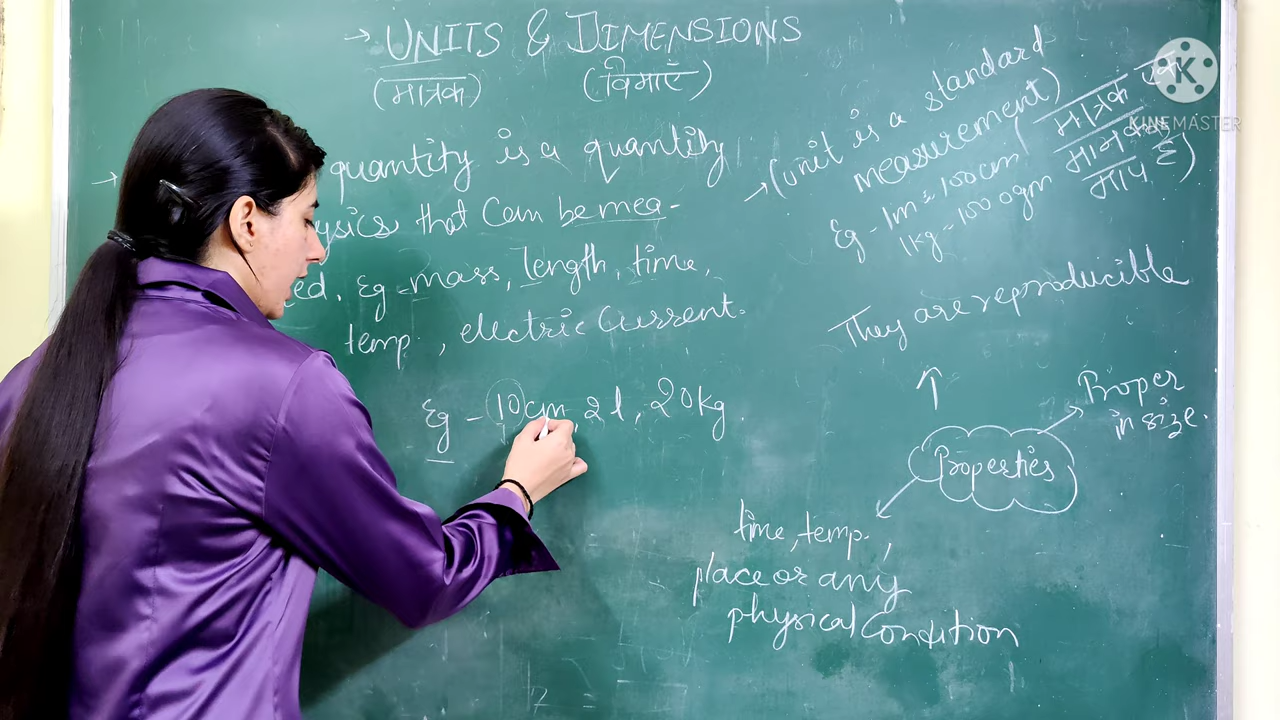 → UNITS & DIMENSIONS
(मात्रक) (विमाएं)
→ quantity is a quantity
ysics that can be mea-
ed. Eg - mass, length, time,
temp, electric current.
Eg - 10cm, 2l, 20kg.
→ (unit is a standard
measurement)
Eg - 1m = 100cm
1kg - 1000gm
(मात्रक एक
मानक
माप है)
They are reproducible
↑
Proper
in size.
Properties
time, temp.,
place or any
physical condition
K
KINEMASTER